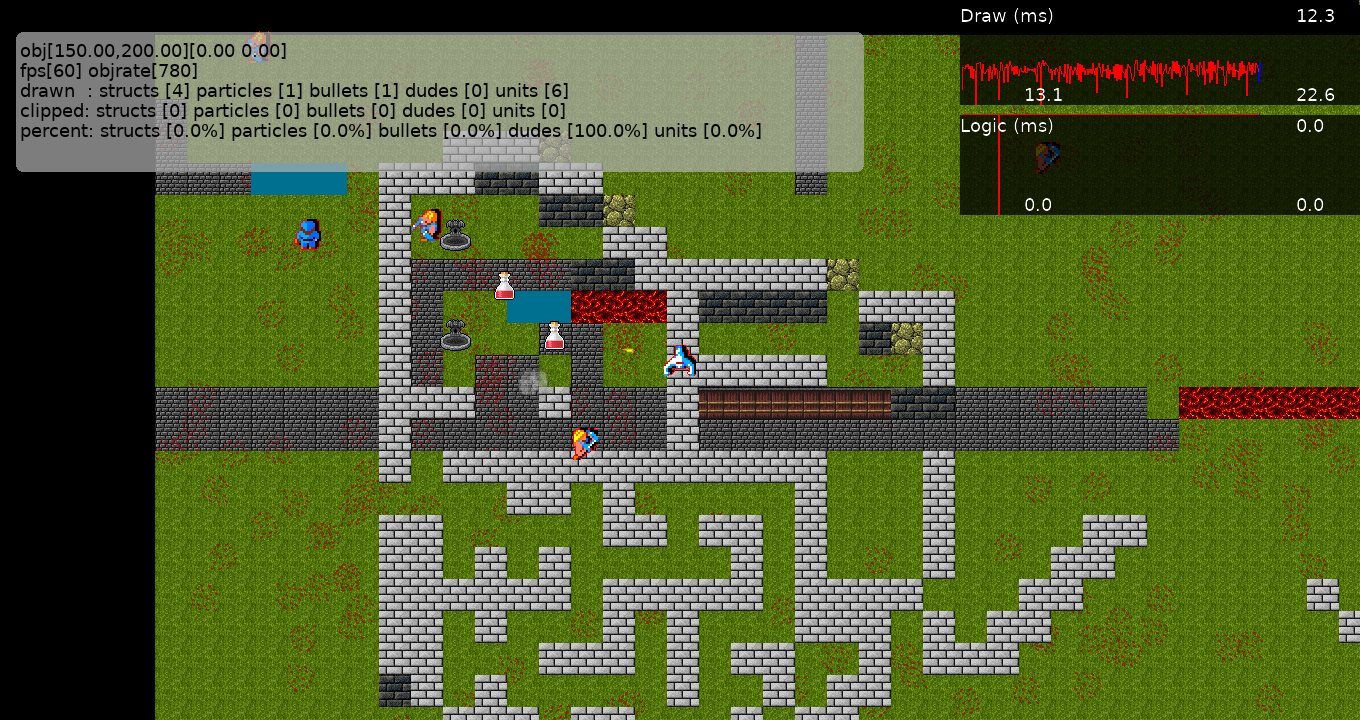 obj[150.00,200.00][0.00 0.00]
fps[60] objrate[780]
drawn  : structs [4] particles [1] bullets [1] dudes [0] units [6]
clipped: structs [0] particles [0] bullets [0] dudes [0] units [0]
percent: structs [0.0%] particles [0.0%] bullets [0.0%] dudes [100.0%] units [0.0%]
Draw (ms) 12.3
13.1 22.6
Logic (ms) 0.0
0.0 0.0